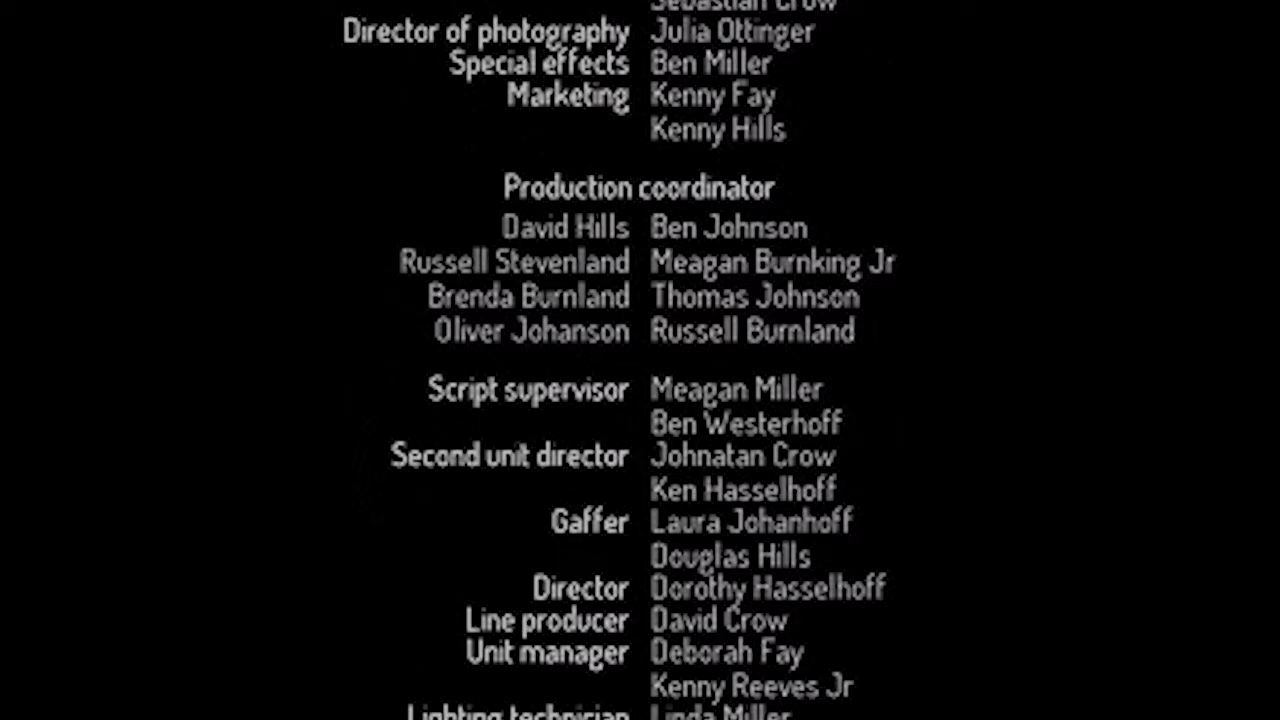 Sebastian Crow
Director of photography Julia Ottinger
Special effects Ben Miller
Marketing Kenny Fay
Kenny Hills
Production coordinator
David Hills Ben Johnson
Russell Stevenland Meagan Burnking Jr
Brenda Burnland Thomas Johnson
Oliver Johanson Russell Burnland
Script supervisor Meagan Miller
Ben Westerhoff
Second unit director Johnatan Crow
Ken Hasselhoff
Gaffer Laura Johanhoff
Douglas Hills
Director Dorothy Hasselhoff
Line producer David Crow
Unit manager Deborah Fay
Kenny Reeves Jr
Lighting technician Linda Miller